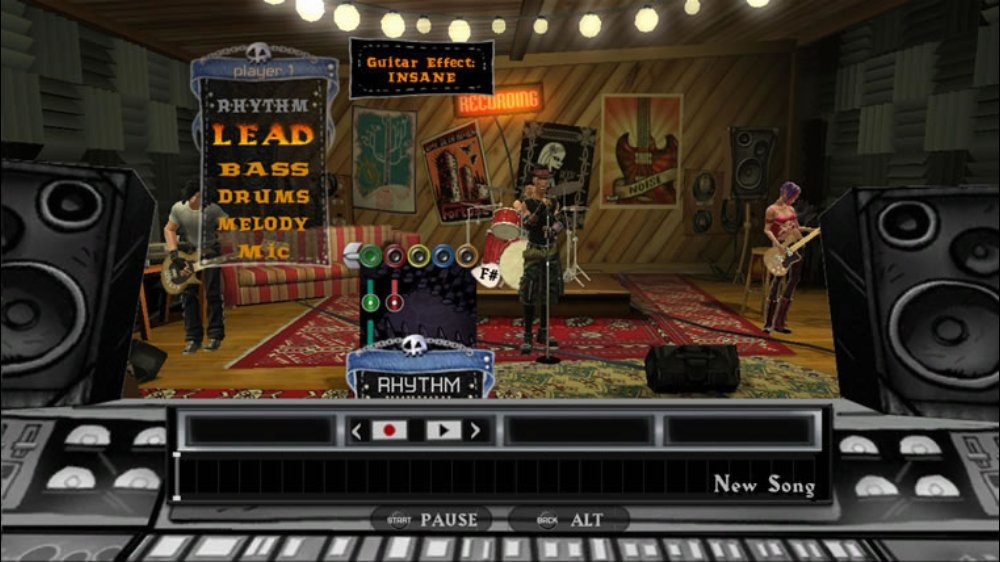 player 1
RHYTHM
LEAD
BASS
DRUMS
MELODY
Mic
Guitar Effect:
INSANE
RECORDING
NOISE
F#
RHYTHM
New Song
START PAUSE
BACK ALT